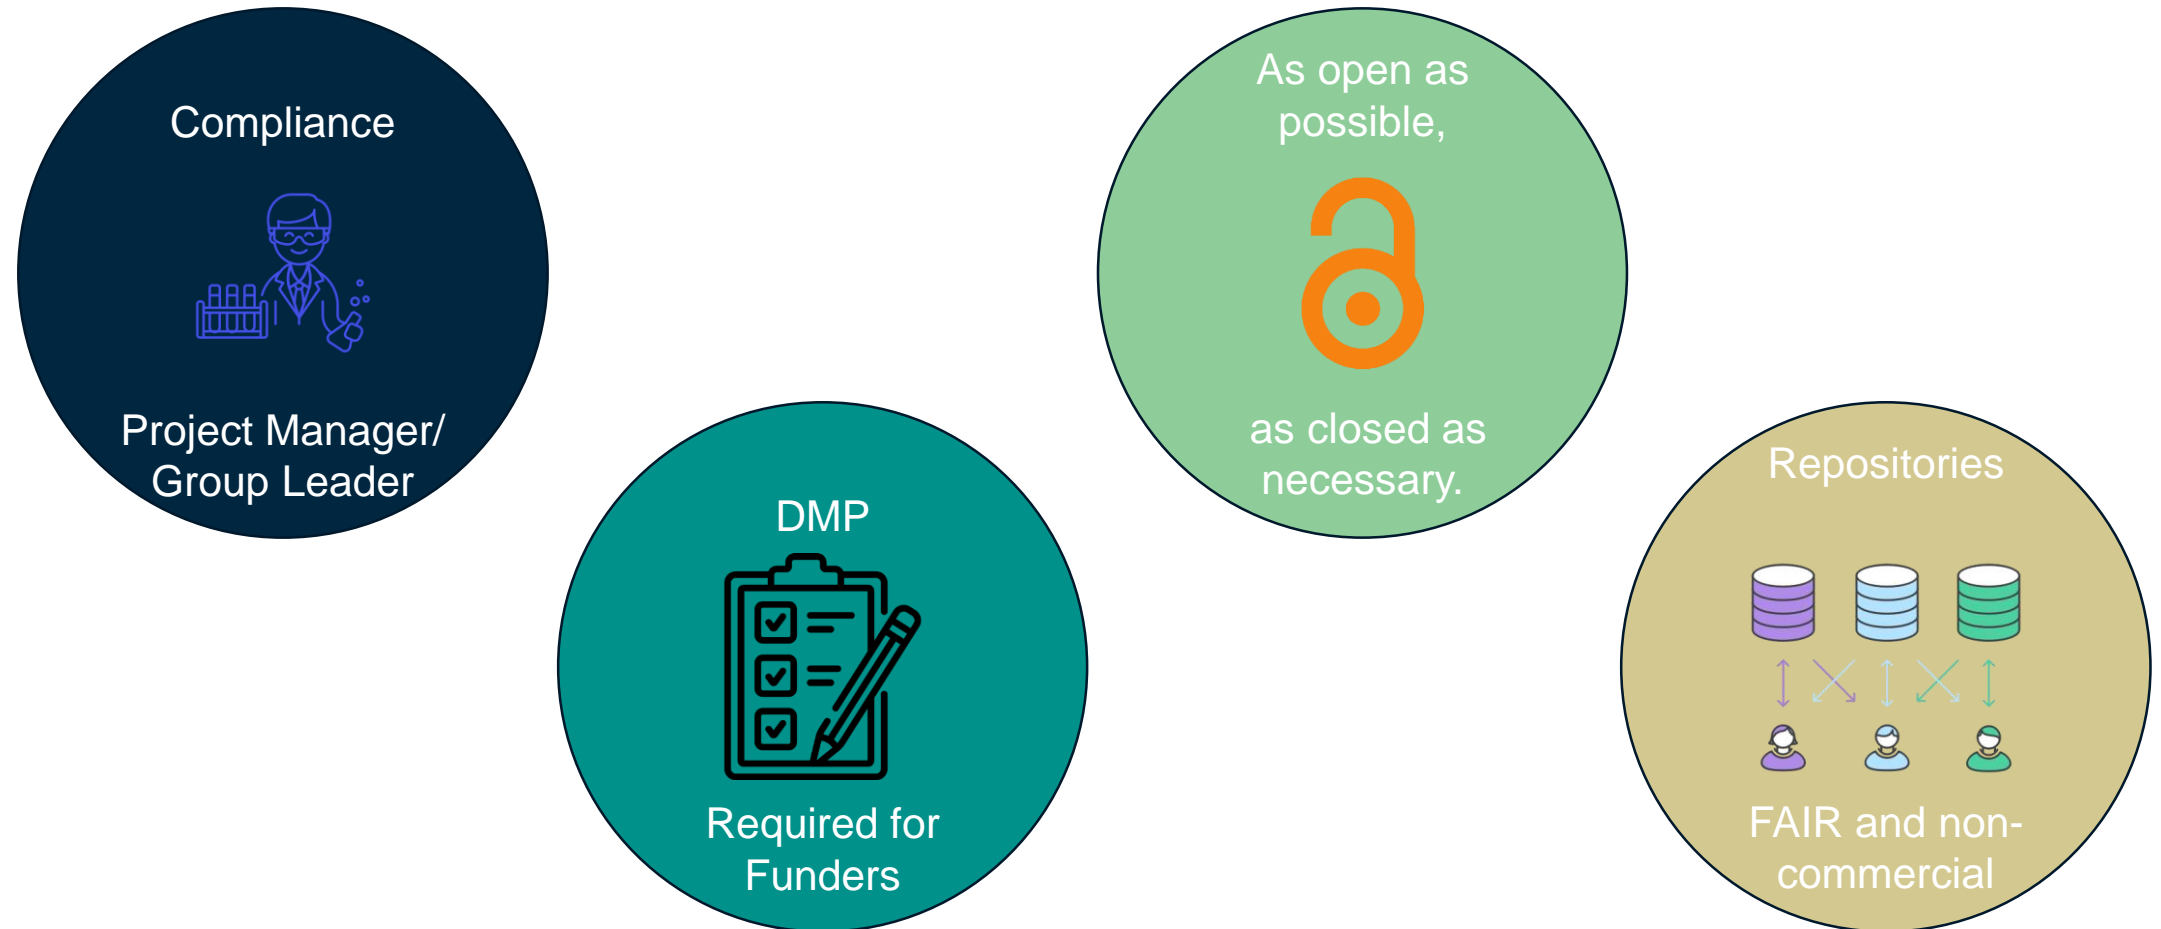 Compliance
Project Manager/
Group Leader
DMP
Required for
Funders
As open as
possible,
as closed as
necessary.
Repositories
FAIR and non-
commercial